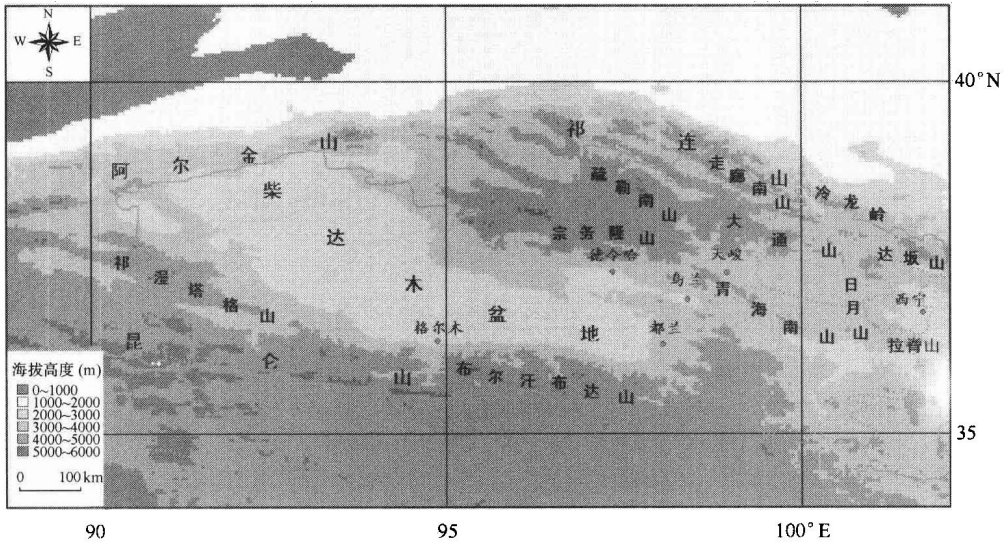 N
W E
S
40°N
阿尔金山
祁连山
走廊南山
冷龙岭
柴达木盆地
疏勒南山
大通山
达坂山
宗务隆山
德令哈
天峻
乌兰
青海南山
日月山
西宁
拉脊山
祁漫塔格山
昆仑山
格尔木
都兰
布尔汗布达山
海拔高度 (m)
0~1000
1000~2000
2000~3000
3000~4000
4000~5000
5000~6000
0 100 km
35
90 95 100°E